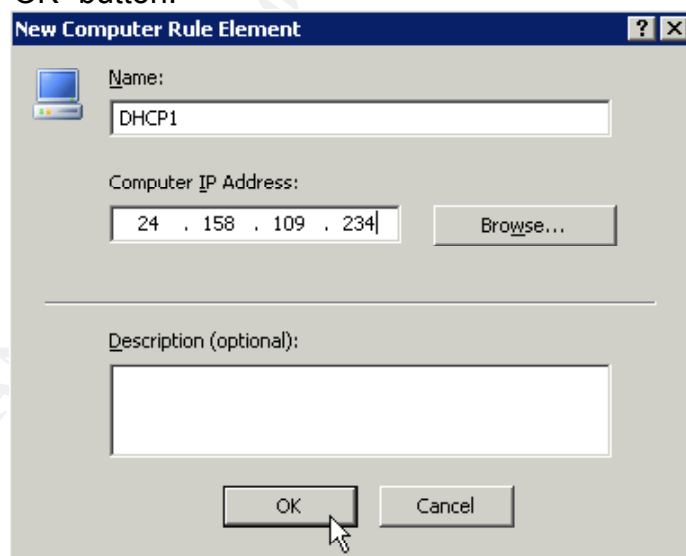 OK" button.
New Computer Rule Element
Name:
DHCP1
Computer IP Address:
24 . 158 . 109 . 234
Browse...
Description (optional):
OK Cancel